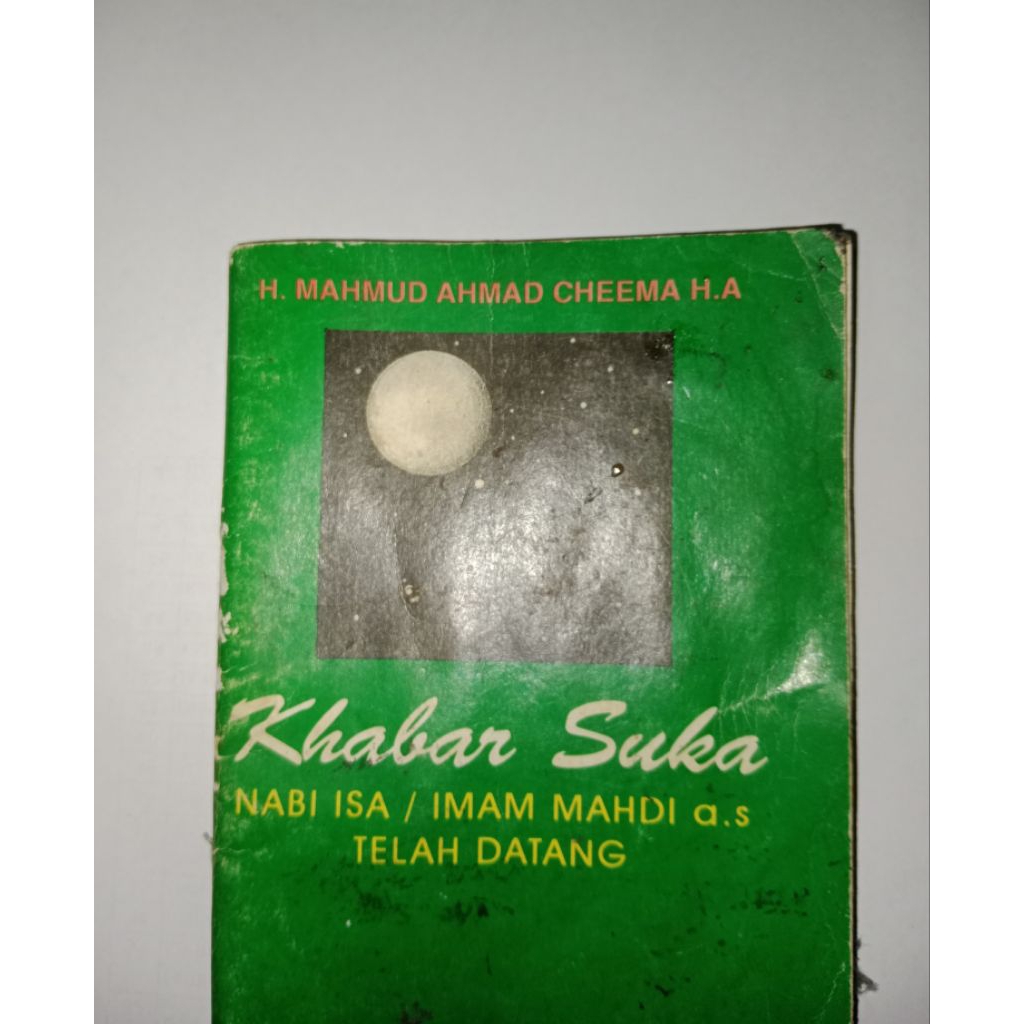 H. MAHMUD AHMAD CHEEMA H.A
Khabar Suka
NABI ISA / IMAM MAHDI a.s
TELAH DATANG